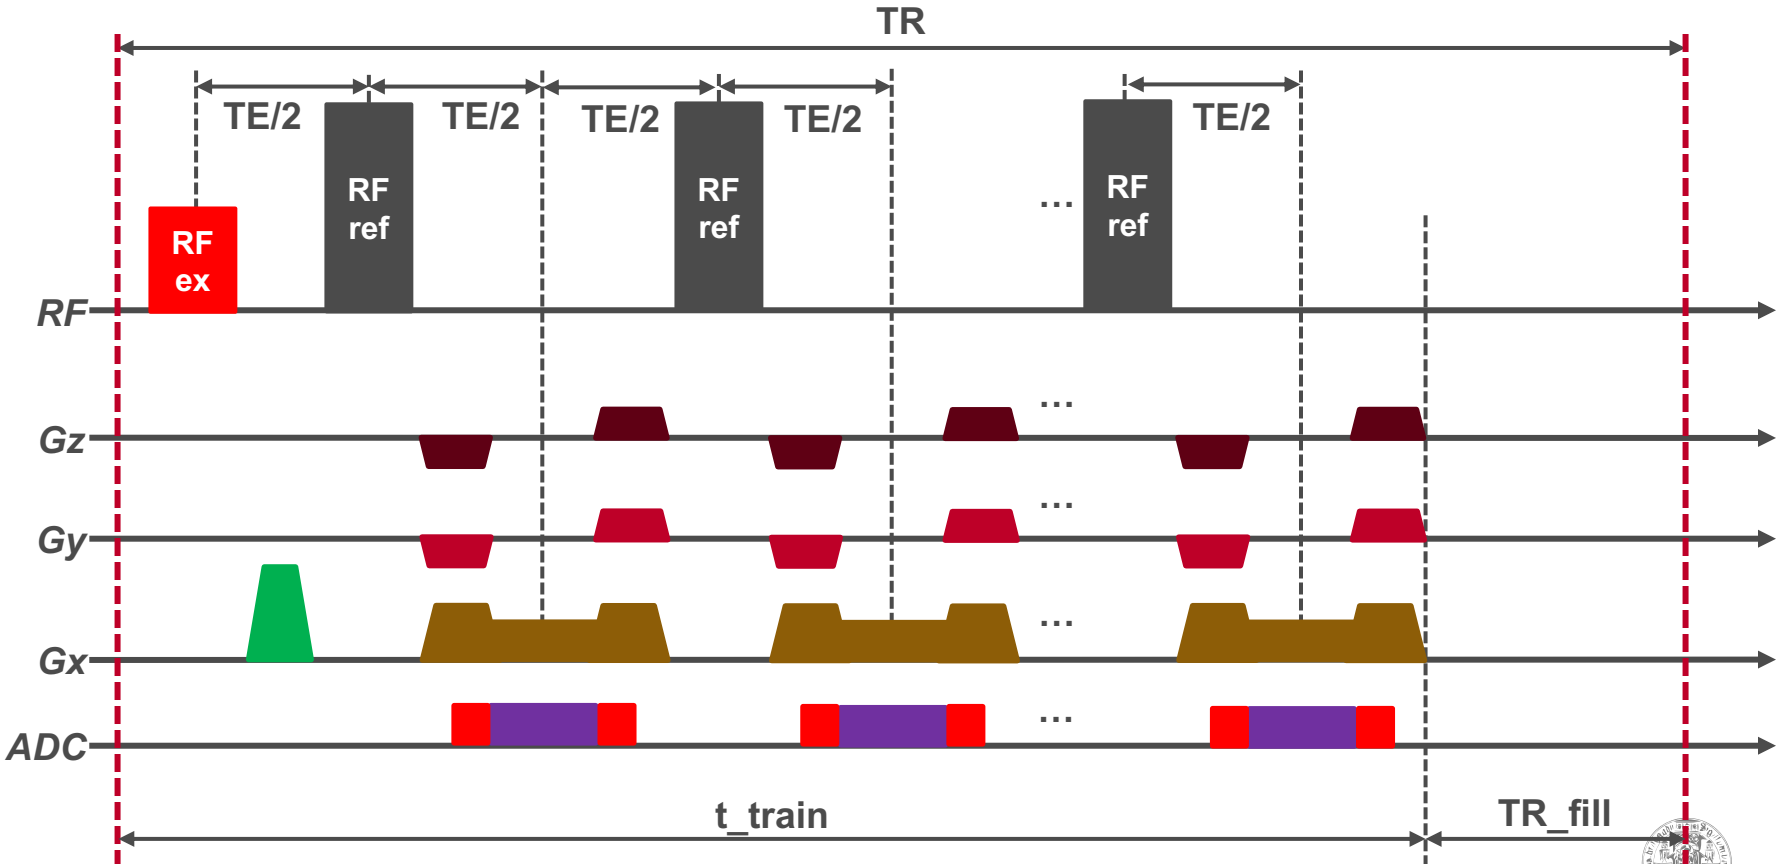 TR
TE/2 TE/2 TE/2 TE/2 TE/2
RF
ex
RF
ref
RF
ref
...
RF
ref
RF
...
Gz
...
Gy
...
Gx
...
ADC
t_train
TR_fill